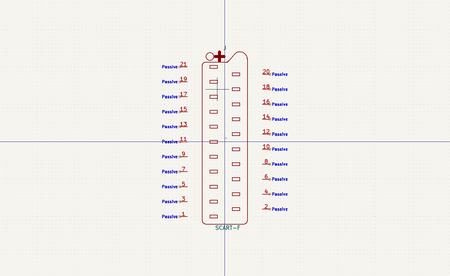 J
21 Passive
20 Passive
19 Passive
18 Passive
17 Passive
16 Passive
15 Passive
14 Passive
13 Passive
12 Passive
11 Passive
10 Passive
9 Passive
8 Passive
7 Passive
6 Passive
5 Passive
4 Passive
3 Passive
2 Passive
1 Passive
SCART-F